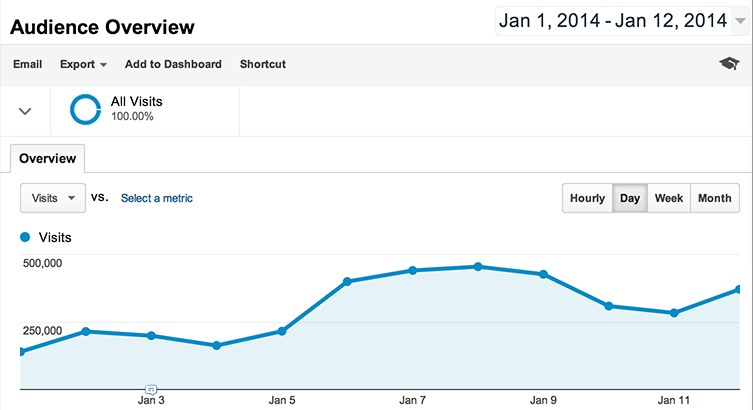 Audience Overview
Jan 1, 2014 - Jan 12, 2014
Email Export Add to Dashboard Shortcut
All Visits
100.00%
Overview
Visits vs. Select a metric
Hourly Day Week Month
Visits
500,000
250,000
Jan 3 Jan 5 Jan 7 Jan 9 Jan 11